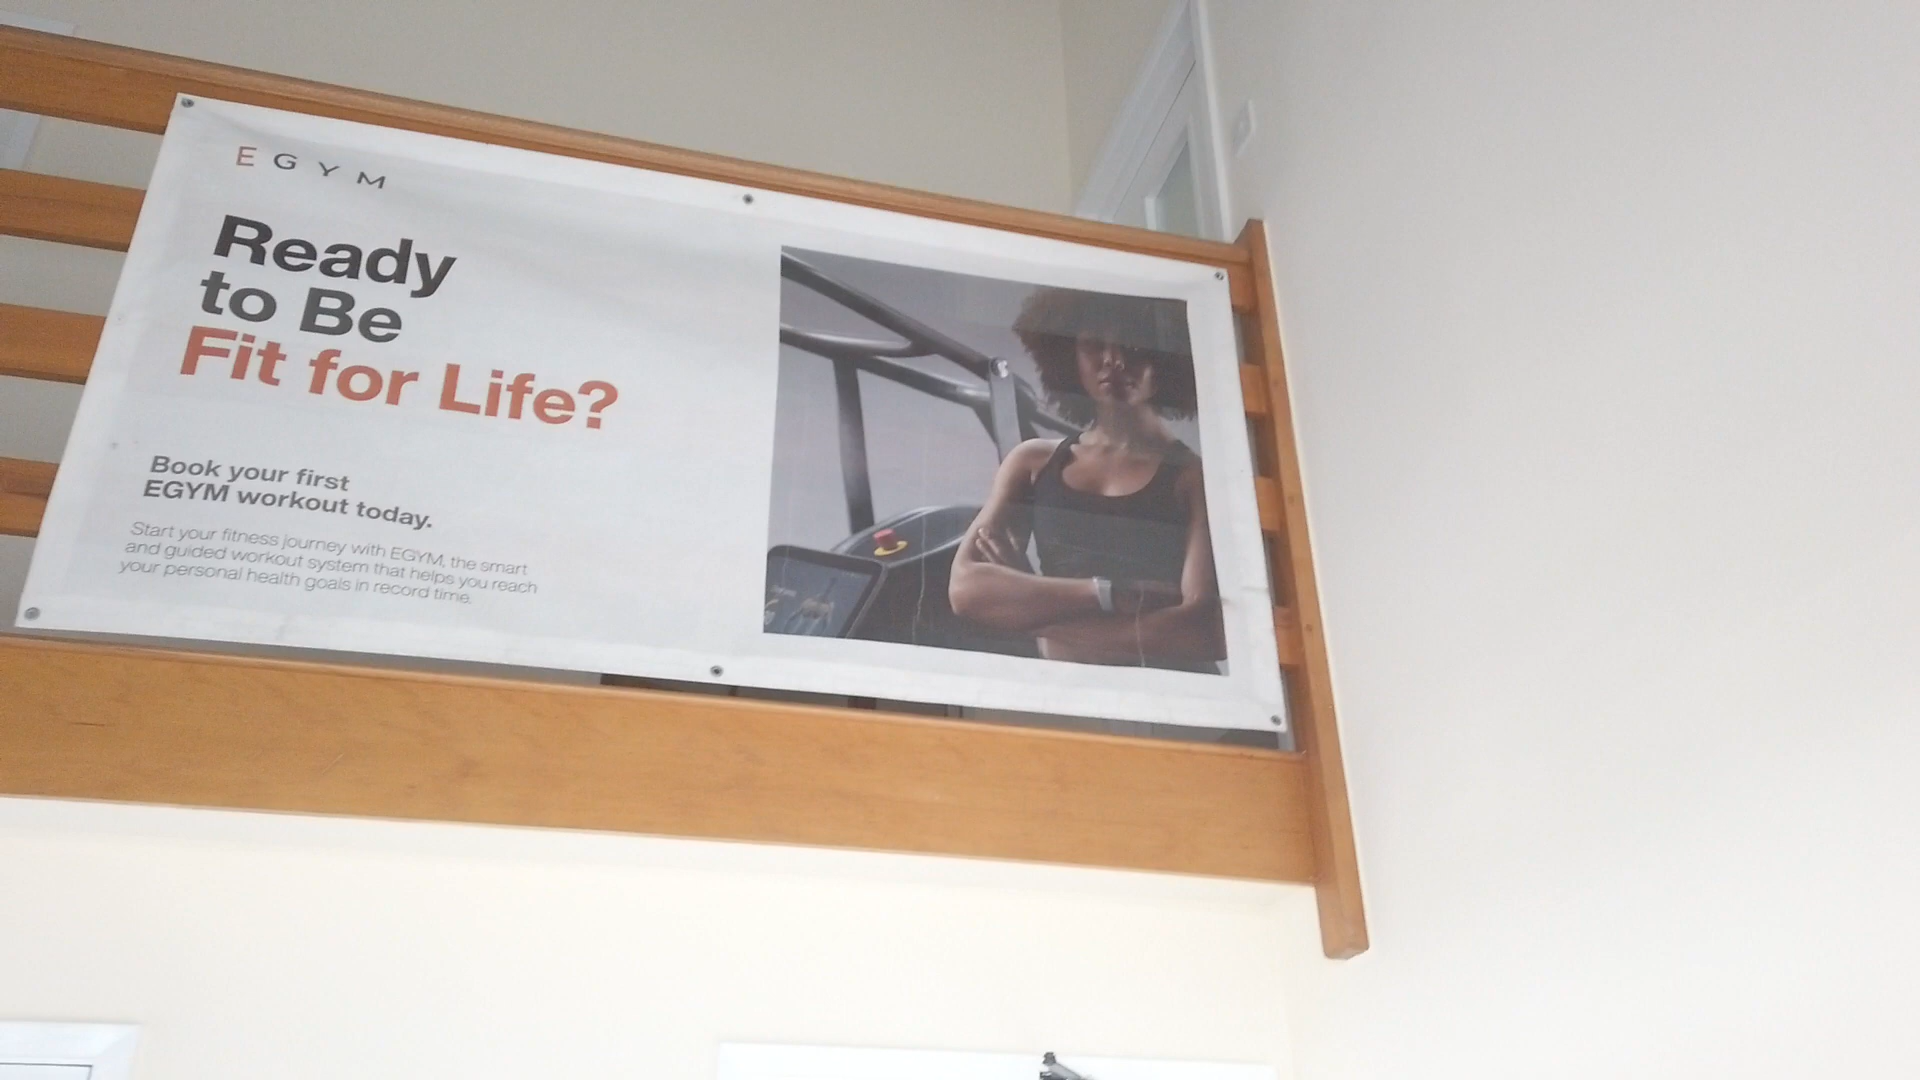 EGYM
Ready
to Be
Fit for Life?
Book your first
EGYM workout today.
Start your fitness journey with EGYM, the smart
and guided workout system that helps you reach
your personal health goals in record time.